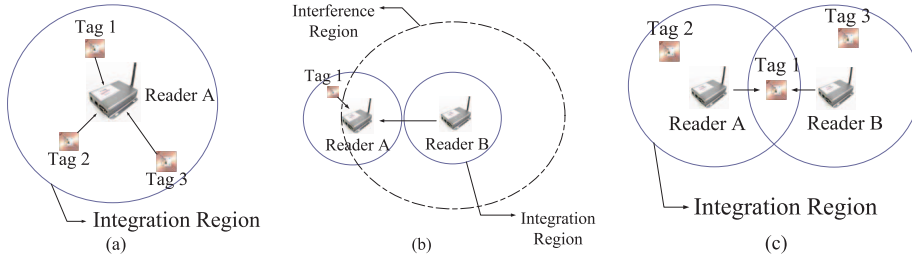 Tag 1
Reader A
Tag 2
Tag 3
Integration Region
(a)
Interference
Region
Tag 1
Reader A
Reader B
Integration
Region
(b)
Tag 2
Tag 3
Tag 1
Reader A
Reader B
Integration Region
(c)